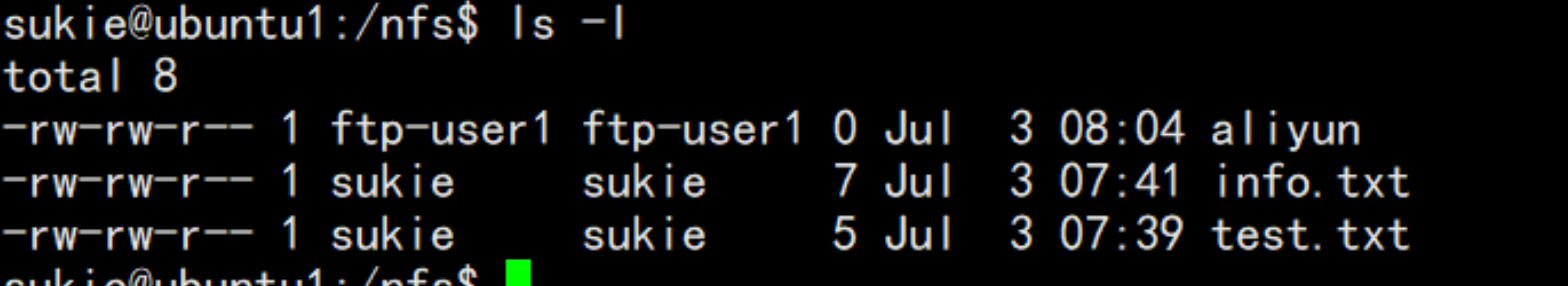 sukie@ubuntu1:/nfs$ ls -l
total 8
-rw-rw-r-- 1 ftp-user1 ftp-user1 0 Jul  3 08:04 aliyun
-rw-rw-r-- 1 sukie     sukie     7 Jul  3 07:41 info.txt
-rw-rw-r-- 1 sukie     sukie     5 Jul  3 07:39 test.txt
sukie@ubuntu1:/nfs$